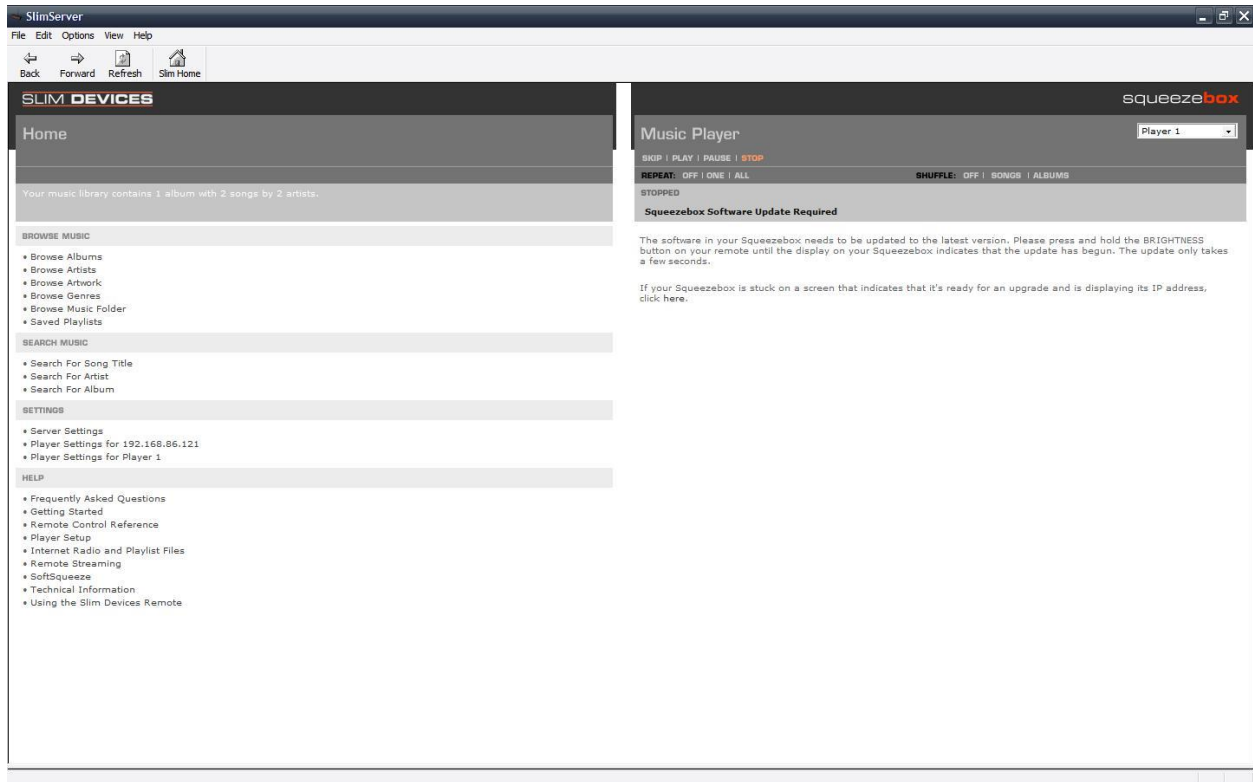 SlimServer
File Edit Options View Help
Back Forward Refresh Slim Home
SLIM DEVICES
Home
Your music library contains 1 album with 2 songs by 2 artists.
BROWSE MUSIC
• Browse Albums
• Browse Artists
• Browse Artwork
• Browse Genres
• Browse Music Folder
• Saved Playlists
SEARCH MUSIC
• Search For Song Title
• Search For Artist
• Search For Album
SETTINGS
• Server Settings
• Player Settings for 192.168.86.121
• Player Settings for Player 1
HELP
• Frequently Asked Questions
• Getting Started
• Remote Control Reference
• Player Setup
• Internet Radio and Playlist Files
• Remote Streaming
• SoftSqueeze
• Technical Information
• Using the Slim Devices Remote
squeezebox
Music Player
Player 1
SKIP | PLAY | PAUSE | STOP
REPEAT: OFF | ONE | ALL SHUFFLE: OFF | SONGS | ALBUMS
STOPPED
Squeezebox Software Update Required
The software in your Squeezebox needs to be updated to the latest version. Please press and hold the BRIGHTNESS
button on your remote until the display on your Squeezebox indicates that the update has begun. The update only takes
a few seconds.
If your Squeezebox is stuck on a screen that indicates that it's ready for an upgrade and is displaying its IP address,
click here.